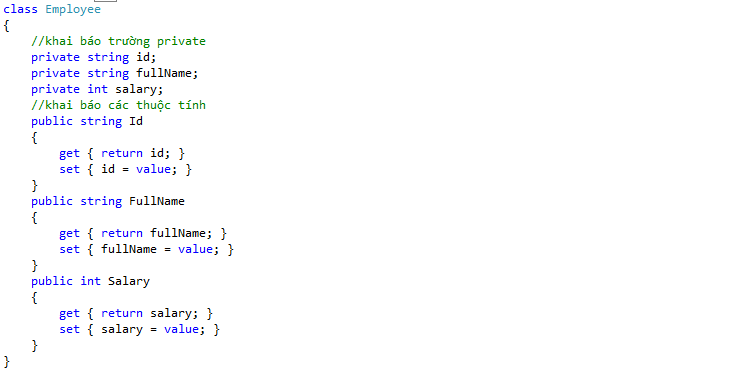 class Employee
{
    //khai báo trường private
    private string id;
    private string fullName;
    private int salary;
    //khai báo các thuộc tính
    public string Id
    {
        get { return id; }
        set { id = value; }
    }
    public string FullName
    {
        get { return fullName; }
        set { fullName = value; }
    }
    public int Salary
    {
        get { return salary; }
        set { salary = value; }
    }
}